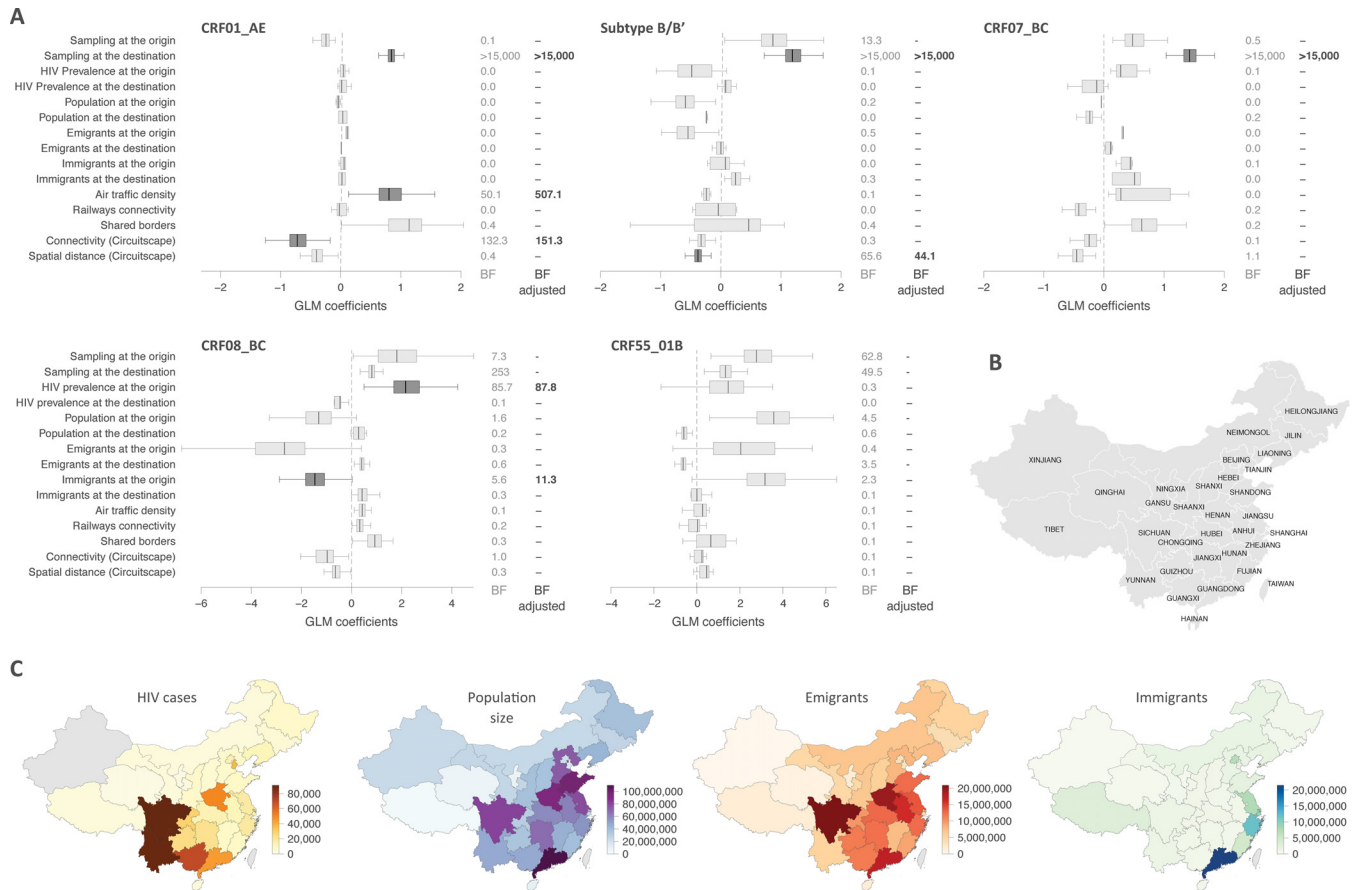 A
CRF01_AE
Subtype B/B′
CRF07_BC
Sampling at the origin 0.1 – 13.3 – 0.5 –
Sampling at the destination >15,000 >15,000 >15,000 >15,000 >15,000 >15,000
HIV Prevalence at the origin 0.0 – 0.1 – 0.1 –
HIV Prevalence at the destination 0.0 – 0.0 – 0.0 –
Population at the origin 0.0 – 0.2 – 0.0 –
Population at the destination 0.0 – 0.0 – 0.2 –
Emigrants at the origin 0.0 – 0.5 – 0.0 –
Emigrants at the destination 0.0 – 0.0 – 0.0 –
Immigrants at the origin 0.0 – 0.0 – 0.1 –
Immigrants at the destination 0.0 – 0.3 – 0.0 –
Air traffic density 50.1 507.1 0.1 – 0.0 –
Railways connectivity 0.0 – 0.0 – 0.2 –
Shared borders 0.4 – 0.4 – 0.2 –
Connectivity (Circuitscape) 132.3 151.3 0.3 – 0.1 –
Spatial distance (Circuitscape) 0.4 – 65.6 44.1 1.1 –
BF BF adjusted BF BF adjusted BF BF adjusted
−2 −1 0 1 2 −2 −1 0 1 2 −2 −1 0 1 2
GLM coefficients GLM coefficients GLM coefficients
CRF08_BC
CRF55_01B
Sampling at the origin 7.3 - 62.8 -
Sampling at the destination 253 – 49.5 -
HIV prevalence at the origin 85.7 87.8 0.3 –
HIV prevalence at the destination 0.1 – 0.0 –
Population at the origin 1.6 – 4.5 –
Population at the destination 0.2 – 0.6 –
Emigrants at the origin 0.3 – 0.4 –
Emigrants at the destination 0.6 – 3.5 -
Immigrants at the origin 5.6 11.3 2.3 –
Immigrants at the destination 0.3 – 0.1 –
Air traffic density 0.1 – 0.1 –
Railways connectivity 0.2 – 0.1 –
Shared borders 0.3 – 0.1 –
Connectivity (Circuitscape) 1.0 – 0.1 –
Spatial distance (Circuitscape) 0.3 – 0.1 –
BF BF adjusted BF BF adjusted
−6 −4 −2 0 2 4 −4 −2 0 2 4 6
GLM coefficients GLM coefficients
B
HEILONGJIANG
NEIMONGOL
JILIN
LIAONING
XINJIANG
BEIJING
TIANJIN
HEBEI
NINGXIA
SHANXI
QINGHAI
SHANDONG
GANSU
SHAANXI
HENAN
JIANGSU
TIBET
SICHUAN
HUBEI
ANHUI
SHANGHAI
CHONGQING
ZHEJIANG
JIANGXI
HUNAN
GUIZHOU
FUJIAN
YUNNAN
GUANGDONG
TAIWAN
GUANGXI
HAINAN
C
HIV cases
80,000
60,000
40,000
20,000
0
Population
size
100,000,000
80,000,000
60,000,000
40,000,000
20,000,000
0
Emigrants
20,000,000
15,000,000
10,000,000
5,000,000
0
Immigrants
20,000,000
15,000,000
10,000,000
5,000,000
0